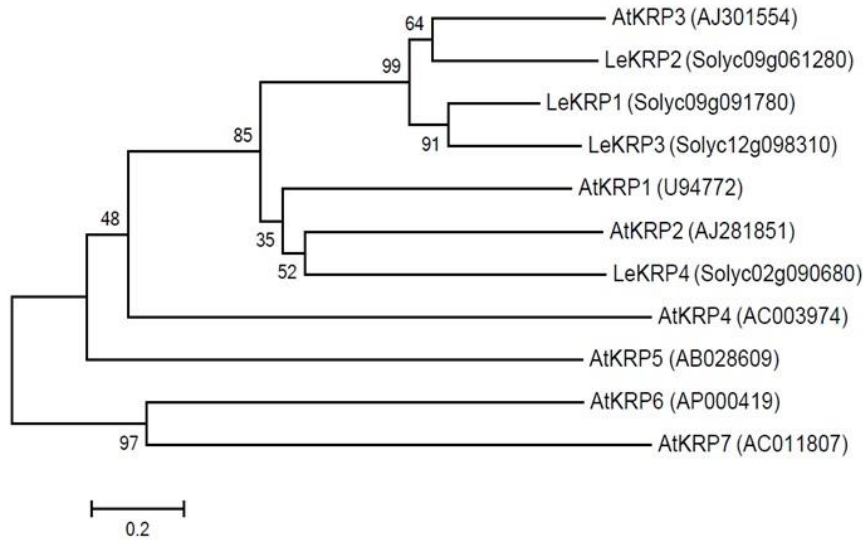 64
AtKRP3 (AJ301554)
99
LeKRP2 (Solyc09g061280)
LeKRP1 (Solyc09g091780)
85
91
LeKRP3 (Solyc12g098310)
AtKRP1 (U94772)
48
35
AtKRP2 (AJ281851)
52
LeKRP4 (Solyc02g090680)
AtKRP4 (AC003974)
AtKRP5 (AB028609)
AtKRP6 (AP000419)
97
AtKRP7 (AC011807)
0.2